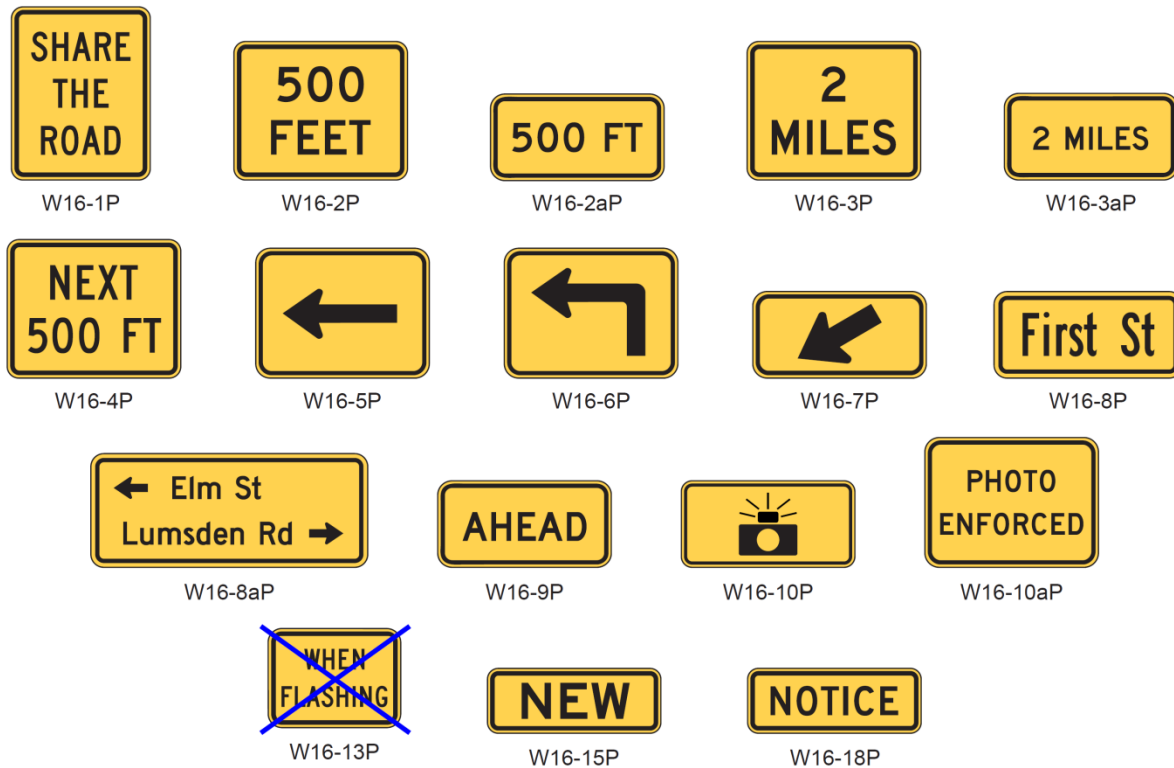 SHARE
THE
ROAD
W16-1P
500
FEET
W16-2P
500 FT
W16-2aP
2
MILES
W16-3P
2 MILES
W16-3aP
NEXT
500 FT
W16-4P
W16-5P
W16-6P
W16-7P
First St
W16-8P
Elm St
Lumsden Rd
W16-8aP
AHEAD
W16-9P
W16-10P
PHOTO
ENFORCED
W16-10aP
WHEN
FLASHING
W16-13P
NEW
W16-15P
NOTICE
W16-18P